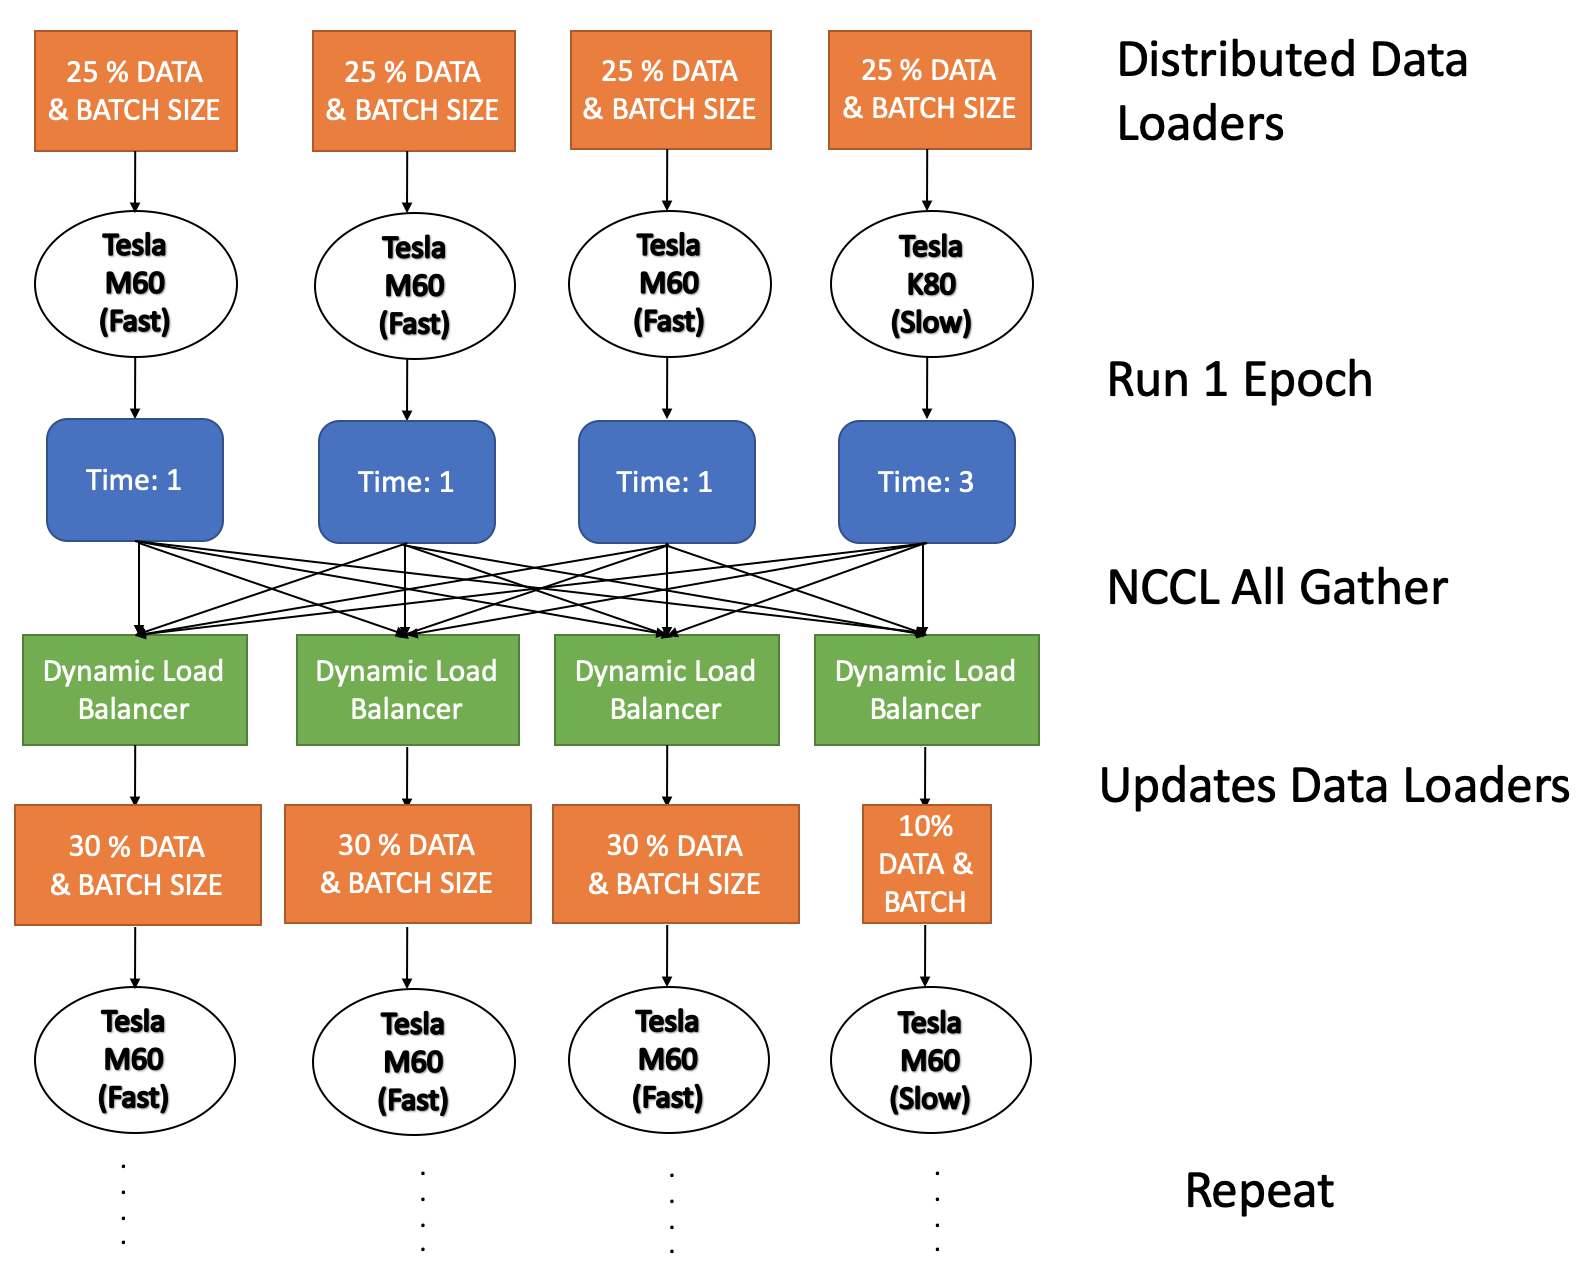 25 % DATA
& BATCH SIZE
25 % DATA
& BATCH SIZE
25 % DATA
& BATCH SIZE
25 % DATA
& BATCH SIZE
Distributed Data
Loaders
Tesla
M60
(Fast)
Tesla
M60
(Fast)
Tesla
M60
(Fast)
Tesla
K80
(Slow)
Run 1 Epoch
Time: 1
Time: 1
Time: 1
Time: 3
NCCL All Gather
Dynamic Load
Balancer
Dynamic Load
Balancer
Dynamic Load
Balancer
Dynamic Load
Balancer
Updates Data Loaders
30 % DATA
& BATCH SIZE
30 % DATA
& BATCH SIZE
30 % DATA
& BATCH SIZE
10%
DATA &
BATCH
Tesla
M60
(Fast)
Tesla
M60
(Fast)
Tesla
M60
(Fast)
Tesla
M60
(Slow)
Repeat